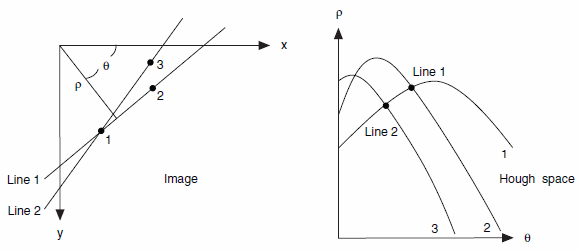 x
θ
ρ
3
2
1
Line 1
Line 2
Image
y
ρ
Line 1
Line 2
1
Hough space
3
2
θ